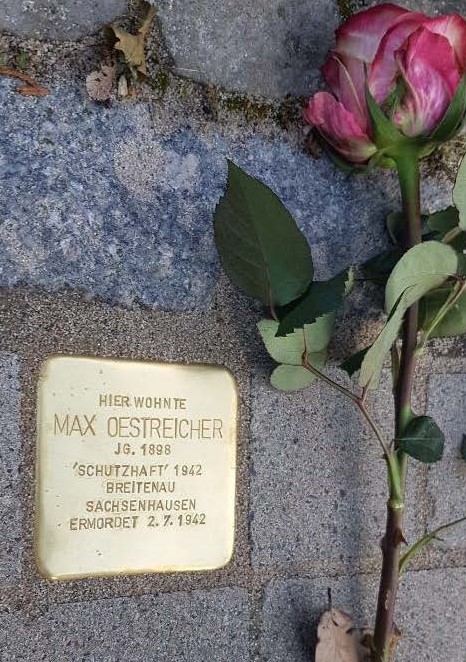 HIER WOHNTE
MAX OESTREICHER
JG. 1898
'SCHUTZHAFT' 1942
BREITENAU
SACHSENHAUSEN
ERMORDET 2.7.1942